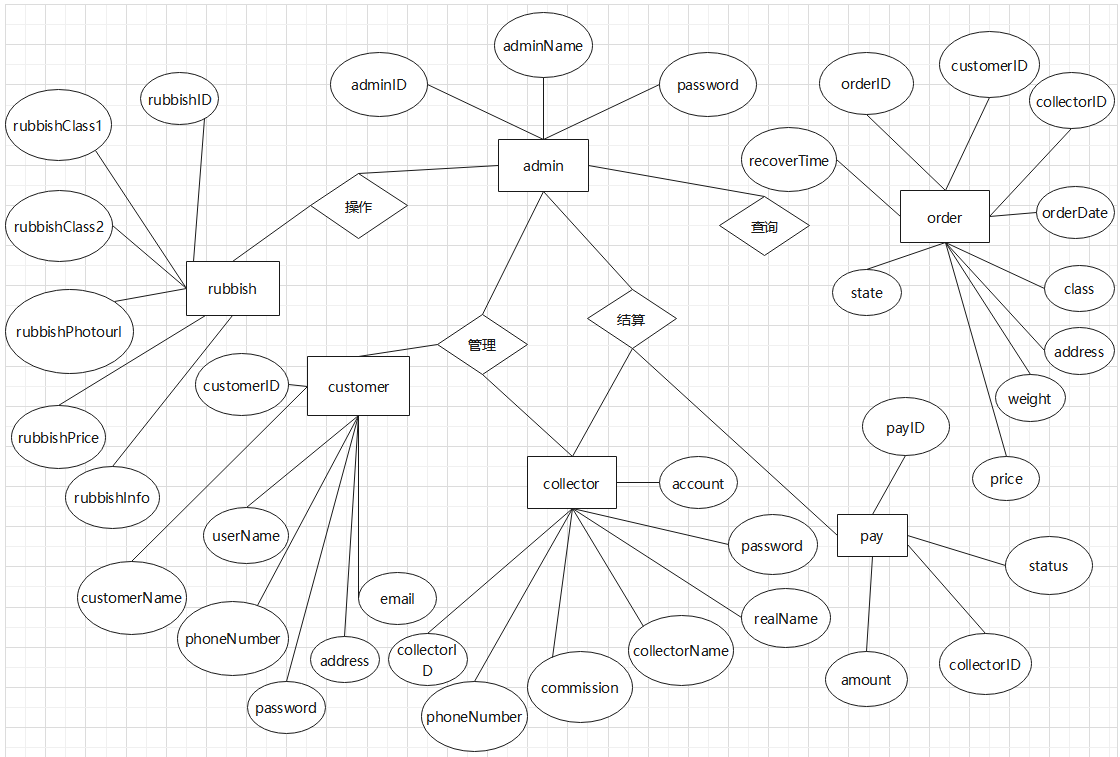 adminName
adminID
password
customerID
orderID
collectorID
rubbishID
rubbishClass1
recoverTime
admin
操作
查询
order
orderDate
rubbishClass2
rubbish
state
class
rubbishPhotourl
结算
管理
address
customerID
customer
weight
payID
rubbishPrice
price
rubbishInfo
collector
account
userName
password
pay
status
customerName
email
phoneNumber
realName
address
collectorI
D
collectorName
collectorID
commission
amount
password
phoneNumber